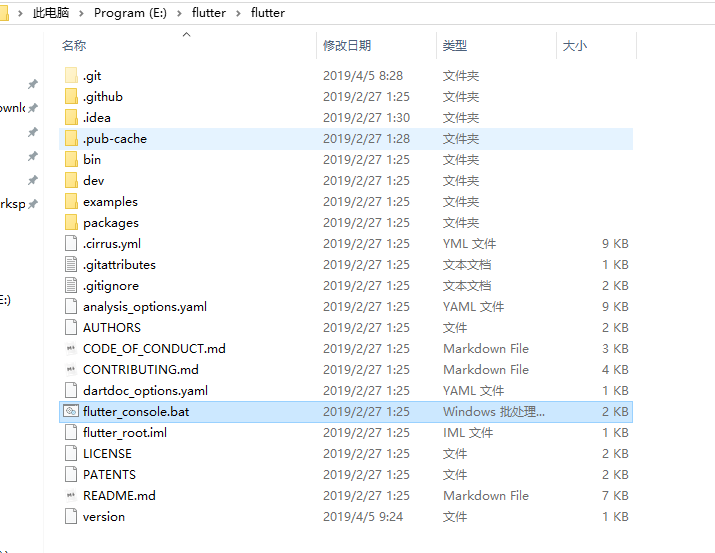 此电脑 > Program (E:) > flutter > flutter
名称 修改日期 类型 大小
.git 2019/4/5 8:28 文件夹
.github 2019/2/27 1:25 文件夹
.idea 2019/2/27 1:30 文件夹
.pub-cache 2019/2/27 1:28 文件夹
bin 2019/2/27 1:25 文件夹
dev 2019/2/27 1:25 文件夹
examples 2019/2/27 1:25 文件夹
packages 2019/2/27 1:25 文件夹
.cirrus.yml 2019/2/27 1:25 YML 文件 9 KB
.gitattributes 2019/2/27 1:25 文本文档 1 KB
.gitignore 2019/2/27 1:25 文本文档 2 KB
analysis_options.yaml 2019/2/27 1:25 YAML 文件 9 KB
AUTHORS 2019/2/27 1:25 文件 2 KB
CODE_OF_CONDUCT.md 2019/2/27 1:25 Markdown File 3 KB
CONTRIBUTING.md 2019/2/27 1:25 Markdown File 4 KB
dartdoc_options.yaml 2019/2/27 1:25 YAML 文件 1 KB
flutter_console.bat 2019/2/27 1:25 Windows 批处理... 2 KB
flutter_root.iml 2019/2/27 1:25 IML 文件 2 KB
LICENSE 2019/2/27 1:25 文件 2 KB
PATENTS 2019/2/27 1:25 文件 2 KB
README.md 2019/2/27 1:25 Markdown File 7 KB
version 2019/4/5 9:24 文件 1 KB